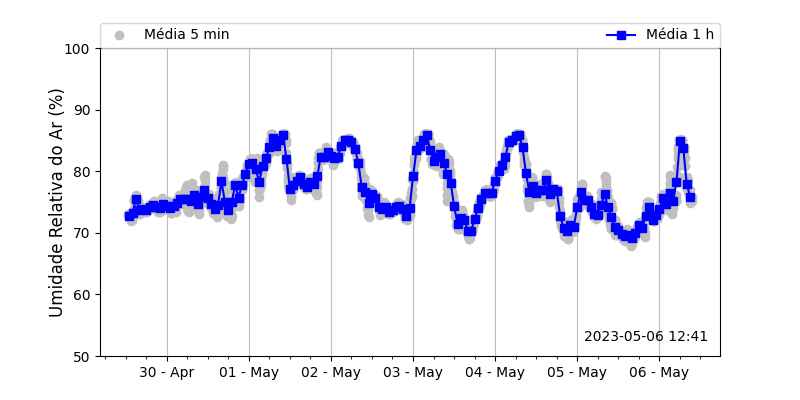 Média 5 min
Média 1 h
Umidade Relativa do Ar (%)
100
90
80
70
60
50
2023-05-06 12:41
30 - Apr
01 - May
02 - May
03 - May
04 - May
05 - May
06 - May